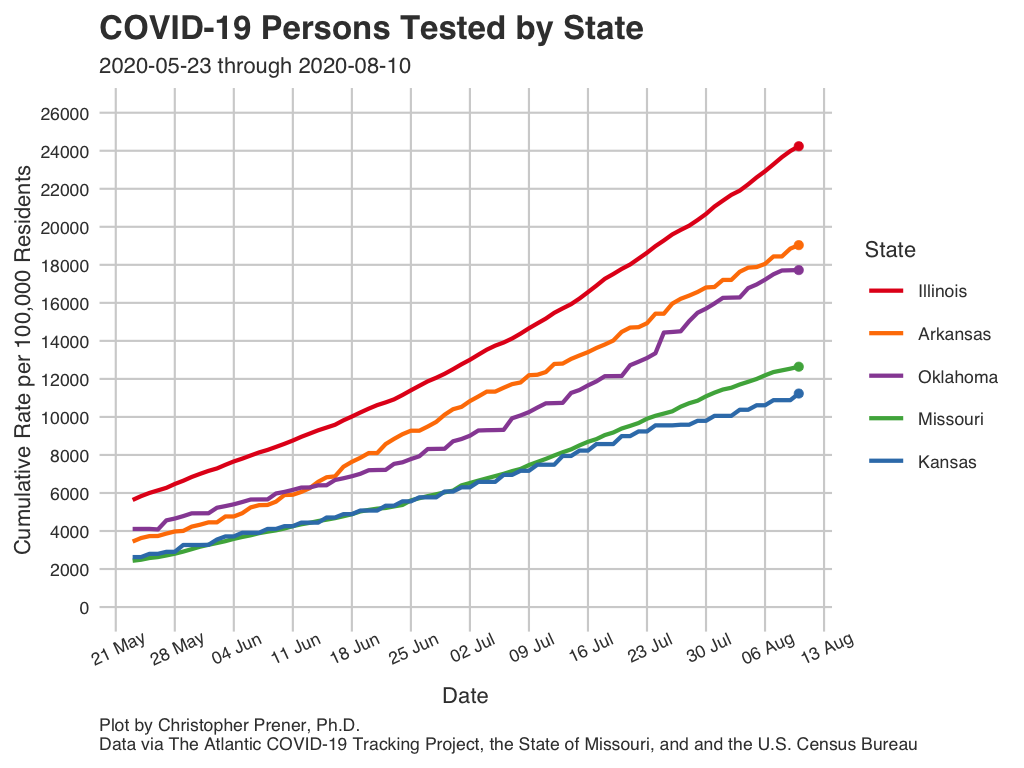 COVID-19 Persons Tested by State
2020-05-23 through 2020-08-10
Cumulative Rate per 100,000 Residents
26000
24000
22000
20000
18000
16000
14000
12000
10000
8000
6000
4000
2000
0
21 May
28 May
04 Jun
11 Jun
18 Jun
25 Jun
02 Jul
09 Jul
16 Jul
23 Jul
30 Jul
06 Aug
13 Aug
Date
State
Illinois
Arkansas
Oklahoma
Missouri
Kansas
Plot by Christopher Prener, Ph.D.
Data via The Atlantic COVID-19 Tracking Project, the State of Missouri, and and the U.S. Census Bureau